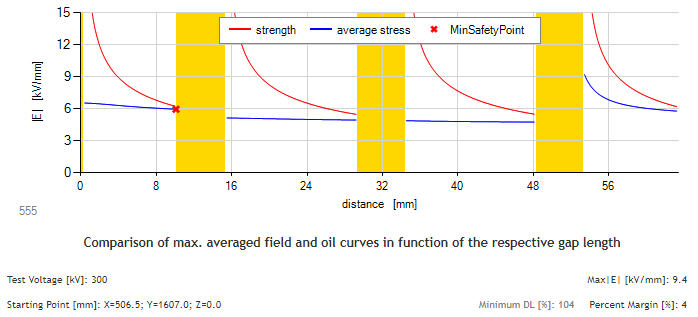 15
strength average stress MinSafetyPoint
12
9
|E| [kV/mm]
6
3
0
0 8 16 24 32 40 48 56
distance [mm]
555
Comparison of max. averaged field and oil curves in function of the respective gap length
Test Voltage [kV]: 300 Max|E| [kV/mm]: 9.4
Starting Point [mm]: X=506.5; Y=1607.0; Z=0.0 Minimum DL [%]: 104 Percent Margin [%]: 4